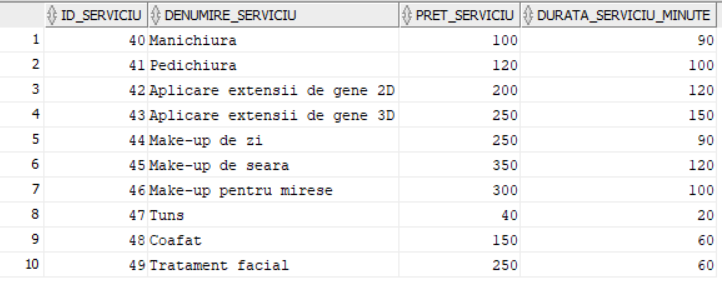 ID_SERVICIU DENUMIRE_SERVICIU PRET_SERVICIU DURATA_SERVICIU_MINUTE
1 40 Manichiura 100 90
2 41 Pedichiura 120 100
3 42 Aplicare extensii de gene 2D 200 120
4 43 Aplicare extensii de gene 3D 250 150
5 44 Make-up de zi 250 90
6 45 Make-up de seara 350 120
7 46 Make-up pentru mirese 300 100
8 47 Tuns 40 20
9 48 Coafat 150 60
10 49 Tratament facial 250 60